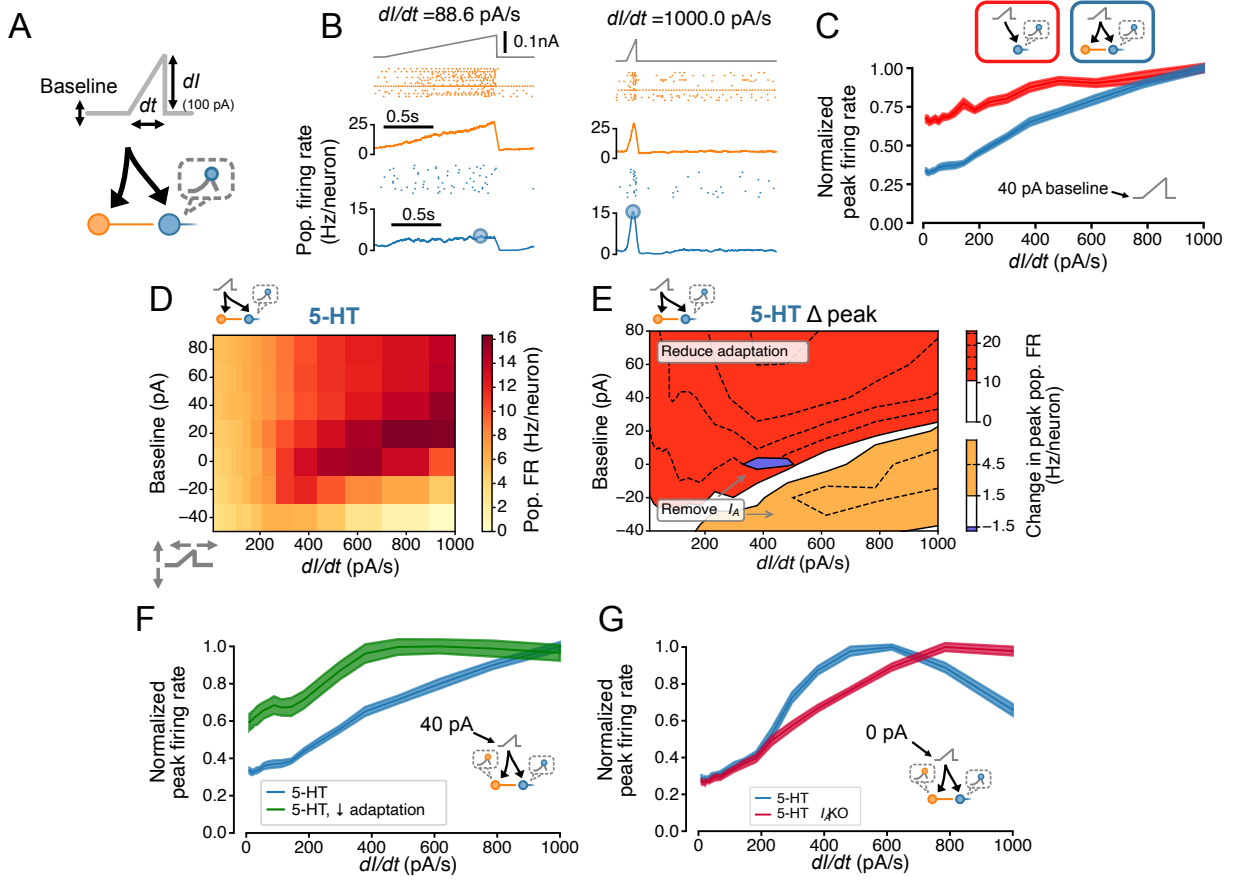 A
Baseline
dt
dI
(100 pA)
B
dI/dt =88.6 pA/s
dI/dt =1000.0 pA/s
0.1nA
Pop. firing rate
(Hz/neuron)
25
0.5s
0
25
0
15
0.5s
0
15
0
C
Normalized
peak firing rate
1.00
0.75
0.50
0.25
0.00
40 pA baseline
0
200
400
600
800
1000
dI/dt (pA/s)
D
5-HT
Baseline (pA)
80
60
40
20
0
−20
−40
200
400
600
800
1000
dI/dt (pA/s)
16
14
12
10
8
6
4
2
0
Pop. FR (Hz/neuron)
E
5-HT Δ peak
Reduce adaptation
Remove IA
Baseline (pA)
80
60
40
20
0
−20
−40
200
400
600
800
1000
dI/dt (pA/s)
20
10
0
4.5
1.5
−1.5
Change in peak pop. FR
(Hz/neuron)
F
Normalized
peak firing rate
1.0
0.8
0.6
0.4
0.2
0.0
40 pA
5-HT
5-HT, ↓ adaptation
0
200
400
600
800
1000
dI/dt (pA/s)
G
Normalized
peak firing rate
1.0
0.8
0.6
0.4
0.2
0.0
0 pA
5-HT
5-HT IAKO
0
200
400
600
800
1000
dI/dt (pA/s)